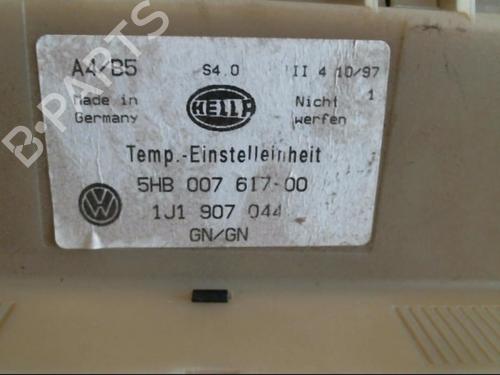 A4/B5 S4.0 II 4 10/97
Made in Germany
HELLA
Nicht werfen
1
Temp.-Einstelleinheit
5HB 007 617-00
1J1 907 044
GN/GN
VW
B-PARTS